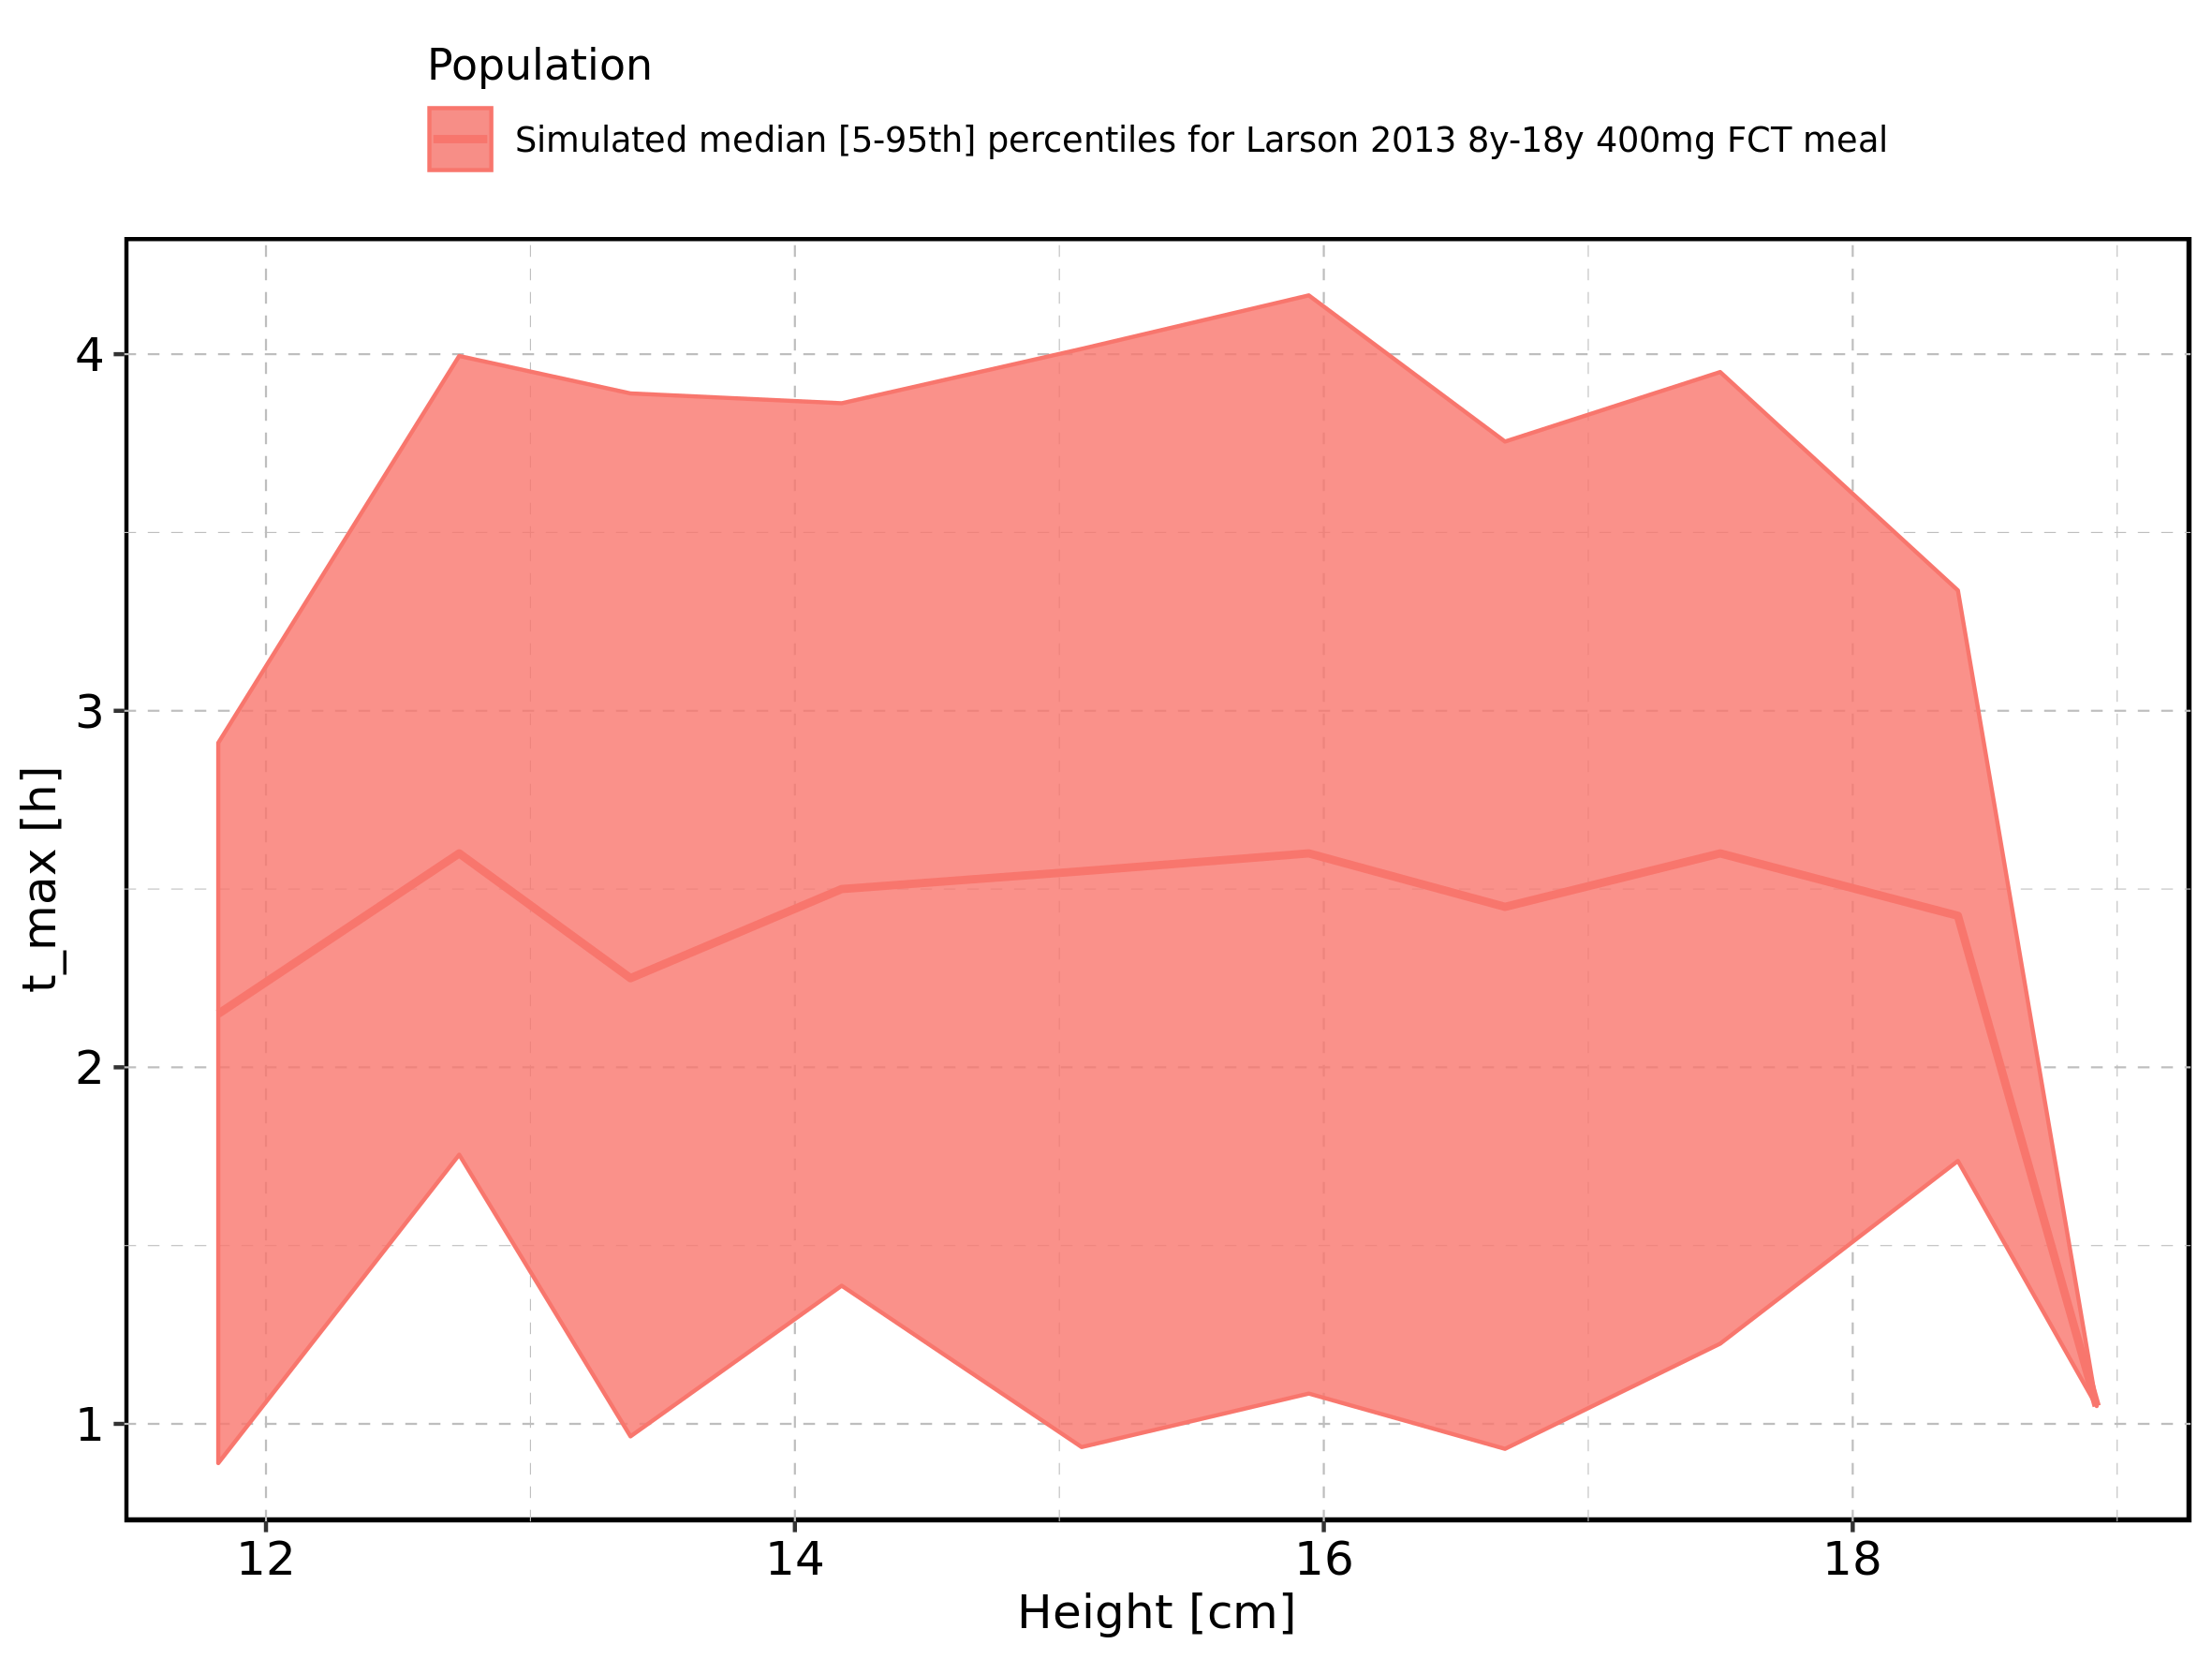 Population
Simulated median [5-95th] percentiles for Larson 2013 8y-18y 400mg FCT meal
4
3
2
1
t_max [h]
12 14 16 18
Height [cm]